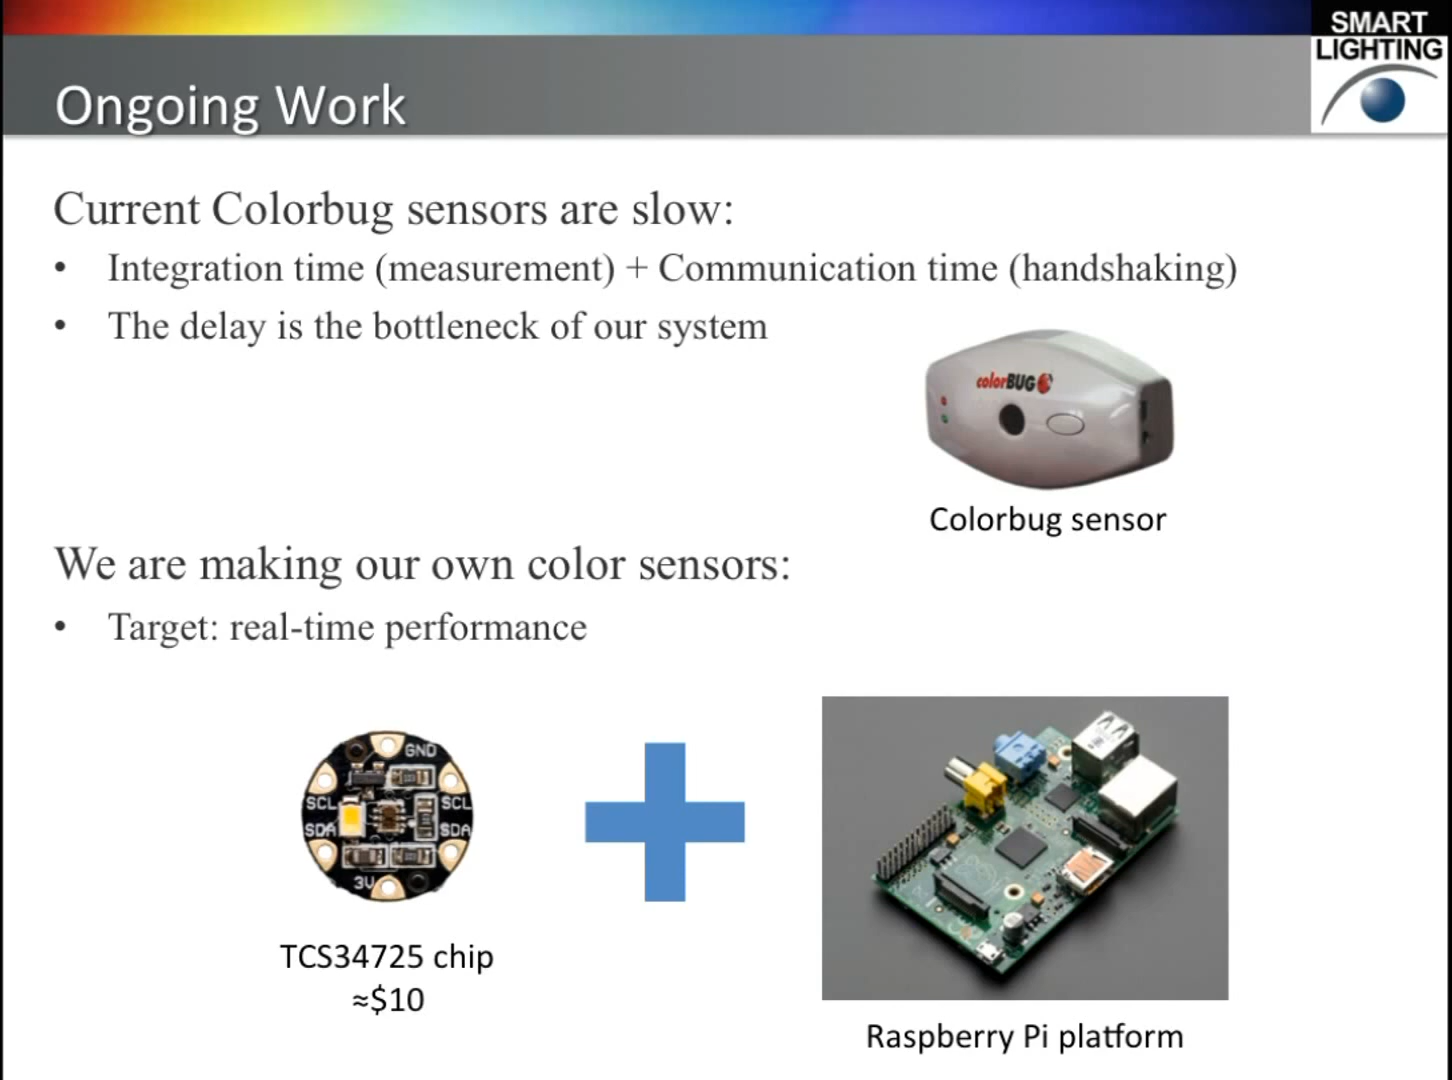 SMART
LIGHTING
Ongoing Work
Current Colorbug sensors are slow:
• Integration time (measurement) + Communication time (handshaking)
• The delay is the bottleneck of our system
colorBUG
Colorbug sensor
We are making our own color sensors:
• Target: real-time performance
GND
SCL SCL
SDA SDA
3V
TCS34725 chip
≈$10
Raspberry Pi platform